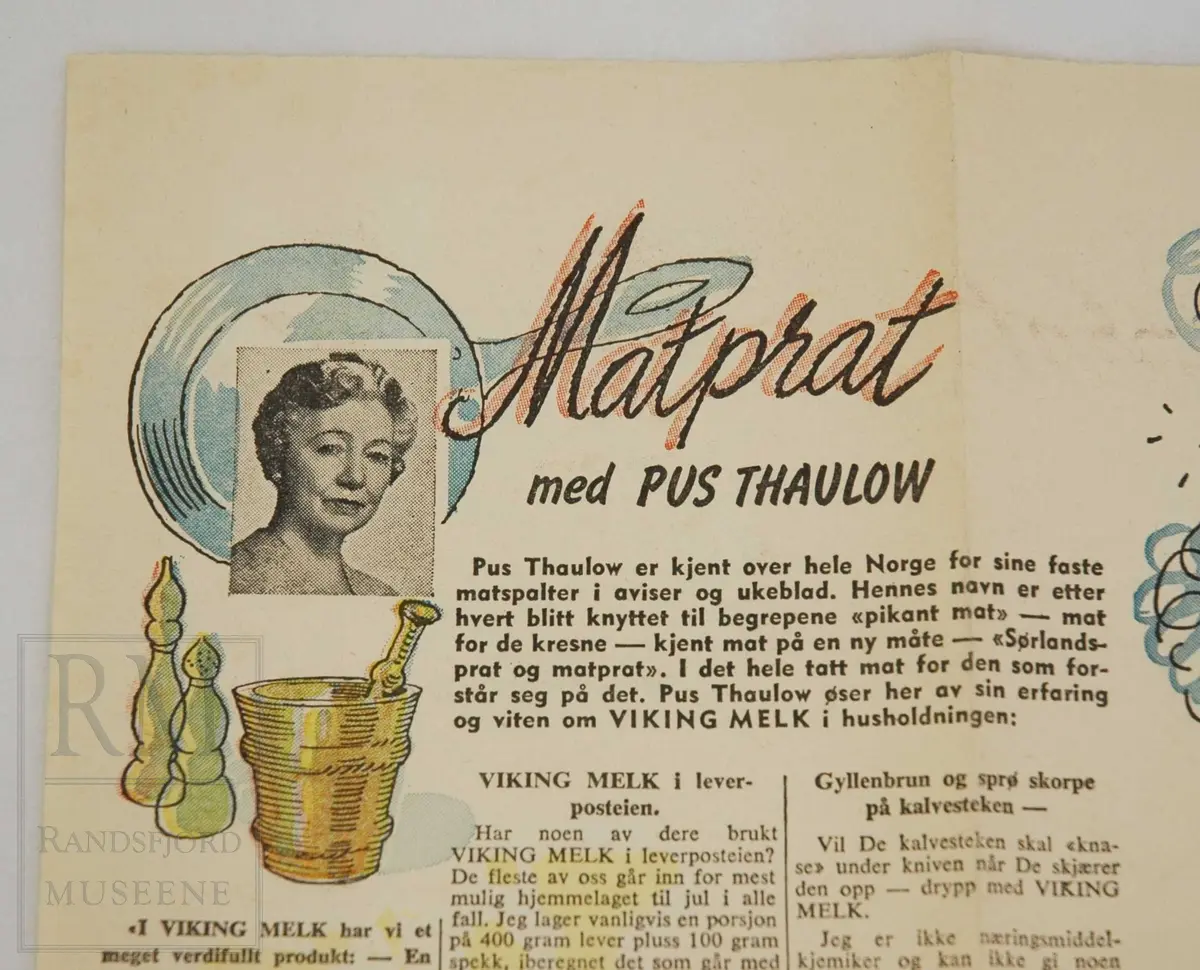 Matprat
med PUS THAULOW
Pus Thaulow er kjent over hele Norge for sine faste
matspalter i aviser og ukeblad. Hennes navn er etter
hvert blitt knyttet til begrepene «pikant mat» — mat
for de kresne — kjent mat på en ny måte — «Sørlands-
prat og matprat». I det hele tatt mat for den som for-
står seg på det. Pus Thaulow øser her av sin erfaring
og viten om VIKING MELK i husholdningen:
«I VIKING MELK har vi et
meget verdifullt produkt: — En
VIKING MELK i lever-
posteien.
Har noen av dere brukt
VIKING MELK i leverposteien?
De fleste av oss går inn for mest
mulig hjemmelaget til jul i alle
fall. Jeg lager vanligvis en porsjon
på 400 gram lever pluss 100 gram
spekk, iberegnet det som går med
Gyllenbrun og sprø skorpe
på kalvesteken —
Vil De kalvesteken skal «kna-
se» under kniven når De skjærer
den opp — drypp med VIKING
MELK.
Jeg er ikke næringsmiddel-
kjemiker og kan ikke gi noen
RM
RANDSFJORD
MUSEENE